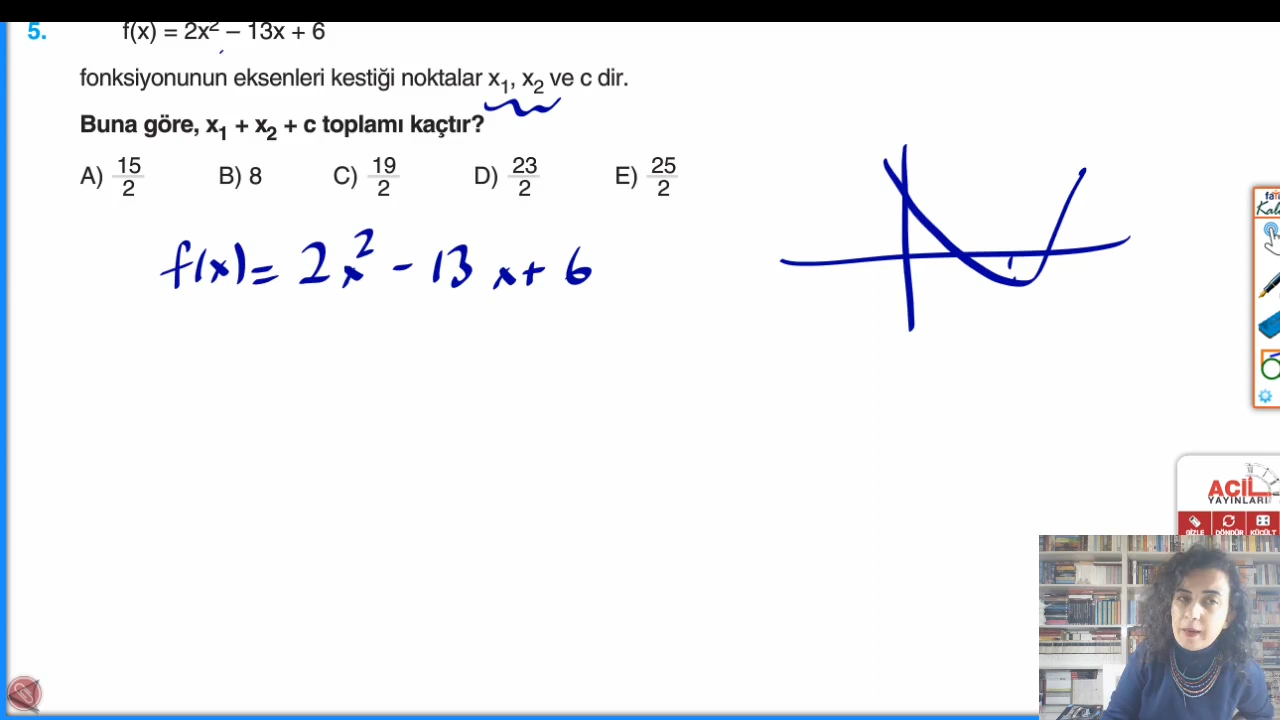 5. f(x) = 2x² – 13x + 6
fonksiyonunun eksenleri kestiği noktalar x₁, x₂ ve c dir.
Buna göre, x₁ + x₂ + c toplamı kaçtır?
A) 15/2 B) 8 C) 19/2 D) 23/2 E) 25/2
f(x) = 2x² - 13x + 6
ACİL
YAYINLARI
GİZLE DÖNDÜR KÜÇÜLT